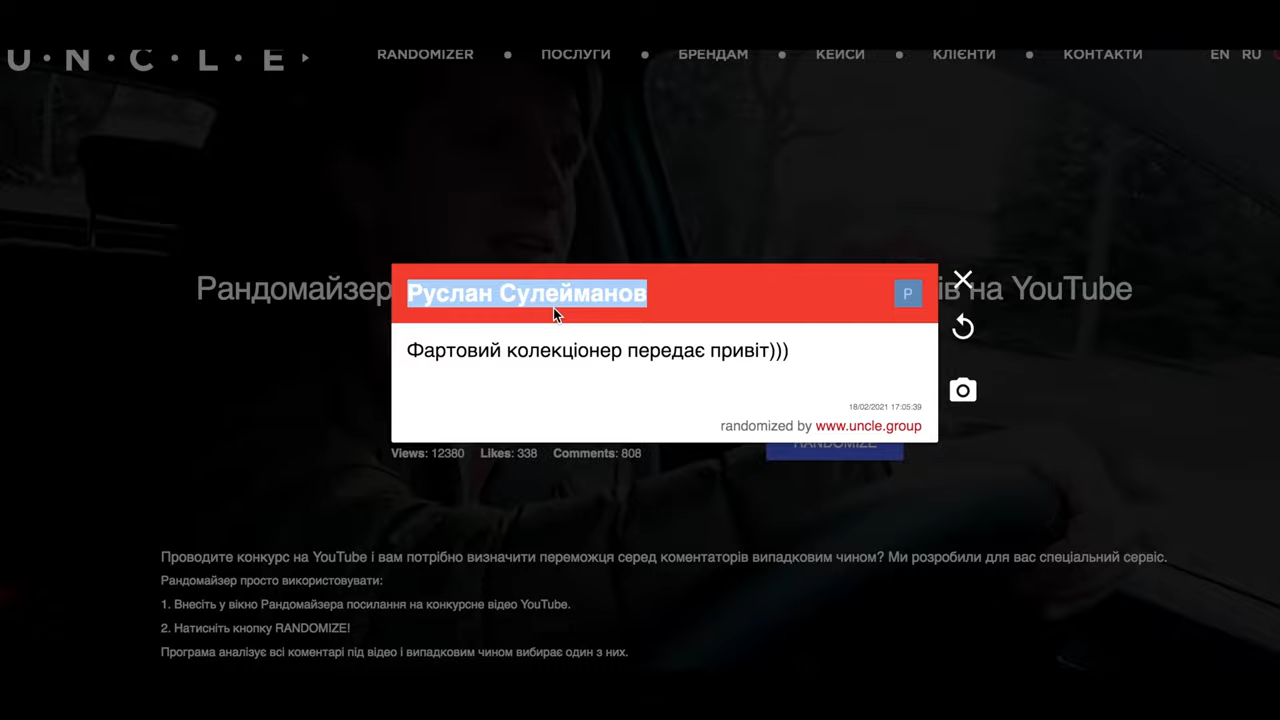 U·N·C·L·E
RANDOMIZER • ПОСЛУГИ • БРЕНДАМ • КЕЙСИ • КЛІЄНТИ • КОНТАКТИ
EN RU
Рандомайзер ів на YouTube
Руслан Сулейманов
Р
Фартовий колекціонер передає привіт)))
18/02/2021 17:05:39
randomized by www.uncle.group
RANDOMIZE
Views: 12380 Likes: 338 Comments: 808
Проводите конкурс на YouTube і вам потрібно визначити переможця серед коментаторів випадковим чином? Ми розробили для вас спеціальний сервіс.
Рандомайзер просто використовувати:
1. Внесіть у вікно Рандомайзера посилання на конкурсне відео YouTube.
2. Натисніть кнопку RANDOMIZE!
Програма аналізує всі коментарі під відео і випадковим чином вибирає один з них.